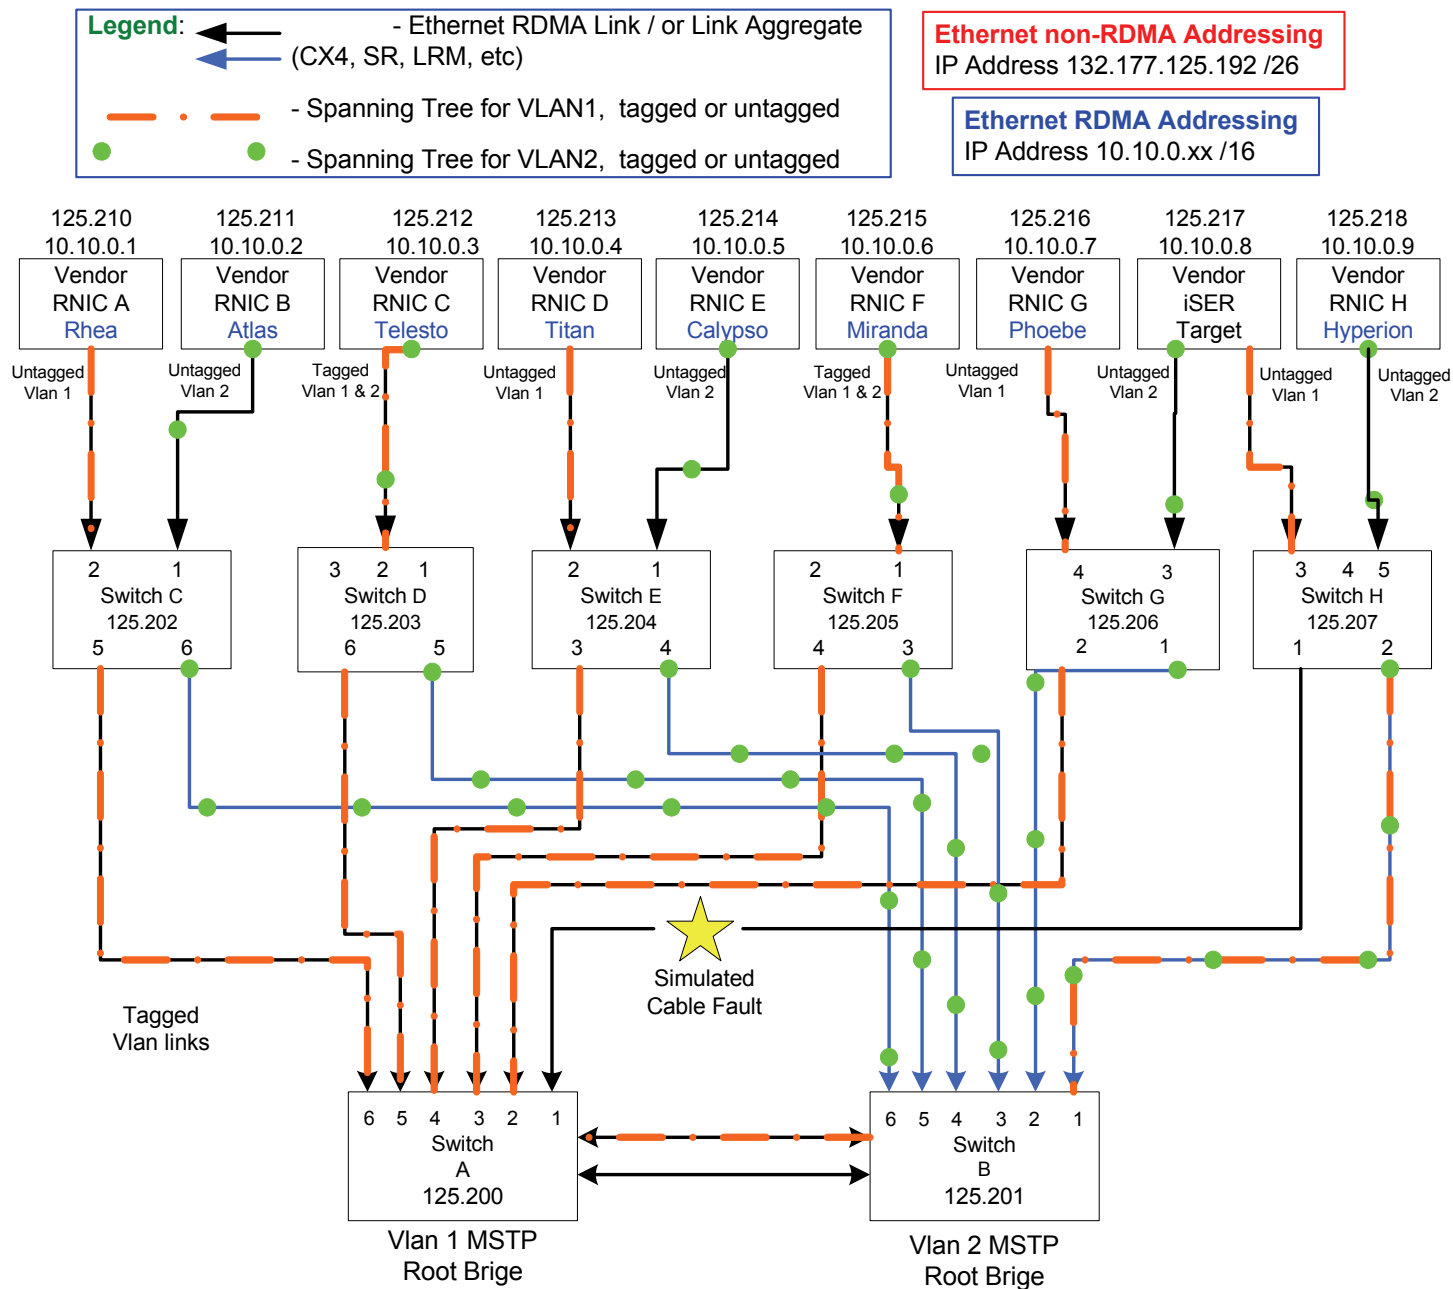 Legend: - Ethernet RDMA Link / or Link Aggregate
(CX4, SR, LRM, etc)
- Spanning Tree for VLAN1, tagged or untagged
- Spanning Tree for VLAN2, tagged or untagged
Ethernet non-RDMA Addressing
IP Address 132.177.125.192 /26
Ethernet RDMA Addressing
IP Address 10.10.0.xx /16
125.210
10.10.0.1
Vendor
RNIC A
Rhea
125.211
10.10.0.2
Vendor
RNIC B
Atlas
125.212
10.10.0.3
Vendor
RNIC C
Telesto
125.213
10.10.0.4
Vendor
RNIC D
Titan
125.214
10.10.0.5
Vendor
RNIC E
Calypso
125.215
10.10.0.6
Vendor
RNIC F
Miranda
125.216
10.10.0.7
Vendor
RNIC G
Phoebe
125.217
10.10.0.8
Vendor
iSER
Target
125.218
10.10.0.9
Vendor
RNIC H
Hyperion
Untagged
Vlan 1
Untagged
Vlan 2
Tagged
Vlan 1 & 2
Untagged
Vlan 1
Untagged
Vlan 2
Tagged
Vlan 1 & 2
Untagged
Vlan 1
Untagged
Vlan 2
Untagged
Vlan 1
Untagged
Vlan 2
2 1
Switch C
125.202
5 6
3 2 1
Switch D
125.203
6 5
2 1
Switch E
125.204
3 4
2 1
Switch F
125.205
4 3
4 3
Switch G
125.206
2 1
3 4 5
Switch H
125.207
1 2
Simulated
Cable Fault
Tagged
Vlan links
6 5 4 3 2 1
Switch
A
125.200
6 5 4 3 2 1
Switch
B
125.201
Vlan 1 MSTP
Root Brige
Vlan 2 MSTP
Root Brige